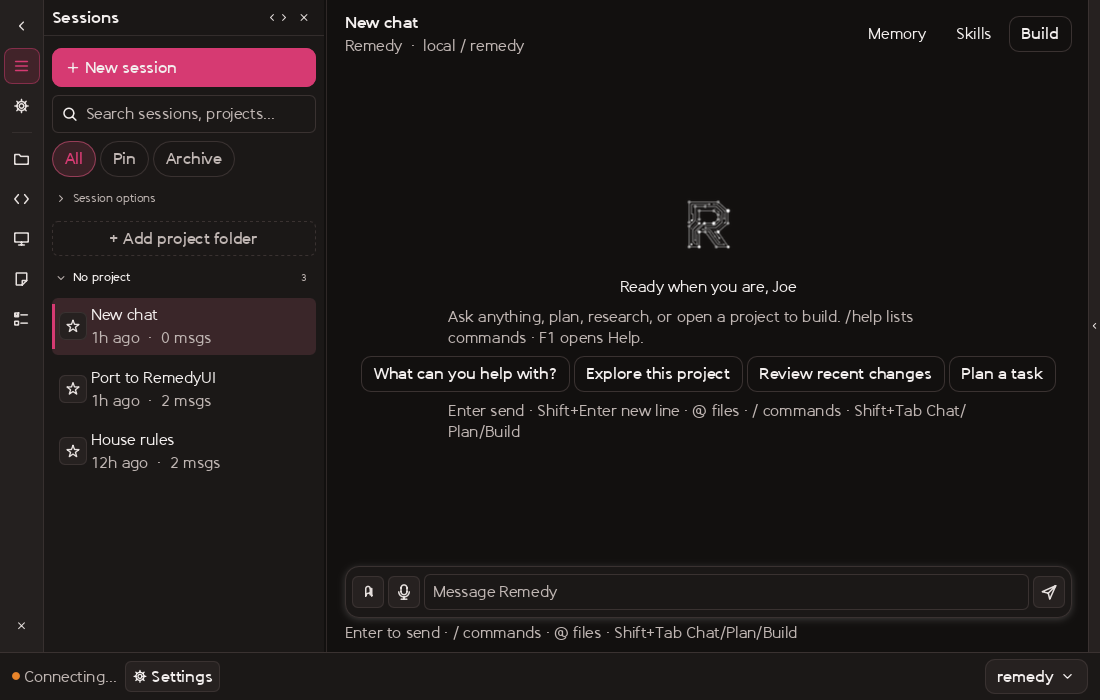 Sessions
+ New session
Search sessions, projects...
All
Pin
Archive
Session options
+ Add project folder
No project
3
New chat
1h ago · 0 msgs
Port to RemedyUI
1h ago · 2 msgs
House rules
12h ago · 2 msgs
New chat
Remedy · local / remedy
Memory
Skills
Build
R
Ready when you are, Joe
Ask anything, plan, research, or open a project to build. /help lists
commands · F1 opens Help.
What can you help with?
Explore this project
Review recent changes
Plan a task
Enter send · Shift+Enter new line · @ files · / commands · Shift+Tab Chat/
Plan/Build
Message Remedy
Enter to send · / commands · @ files · Shift+Tab Chat/Plan/Build
Connecting...
Settings
remedy